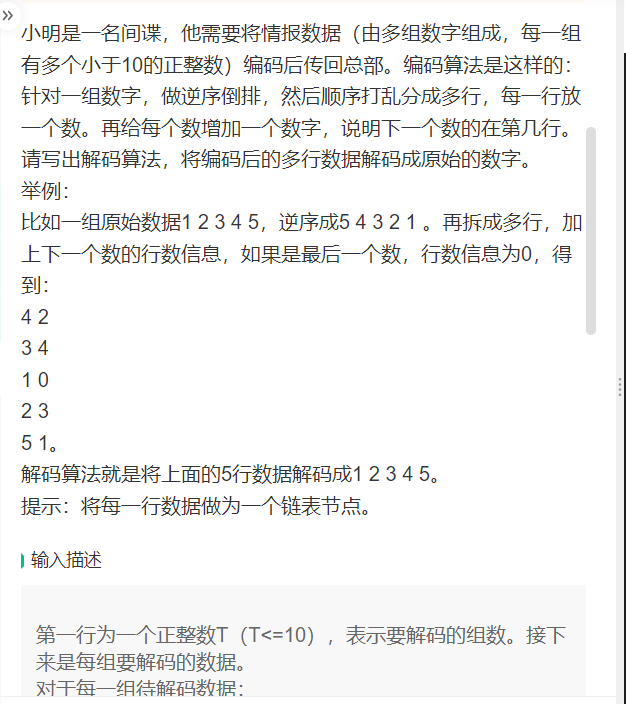 小明是一名间谍，他需要将情报数据（由多组数字组成，每一组
有多个小于10的正整数）编码后传回总部。编码算法是这样的：
针对一组数字，做逆序倒排，然后顺序打乱分成多行，每一行放
一个数。再给每个数增加一个数字，说明下一个数的在第几行。
请写出解码算法，将编码后的多行数据解码成原始的数字。
举例：
比如一组原始数据1 2 3 4 5，逆序成5 4 3 2 1 。再拆成多行，加
上下一个数的行数信息，如果是最后一个数，行数信息为0，得
到：
4 2
3 4
1 0
2 3
5 1。
解码算法就是将上面的5行数据解码成1 2 3 4 5。
提示：将每一行数据做为一个链表节点。
输入描述
第一行为一个正整数T（T<=10），表示要解码的组数。接下
来是每组要解码的数据。
对于每一组待解码数据：